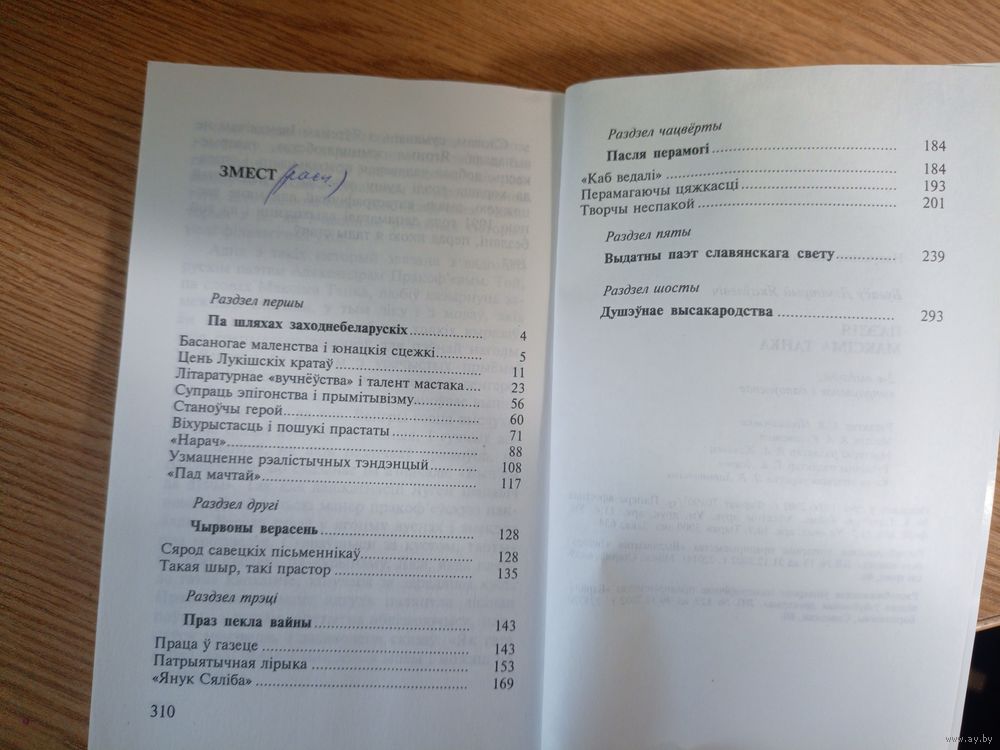 ЗМЕСТ
Раздзел першы
Па шляхах заходнебеларускіх 4
Басаногае маленства і юнацкія сцежкі 5
Цень Лукішскіх кратаў 11
Літаратурнае «вучнёўства» і талент мастака 23
Супраць эпігонства і прымітывізму 56
Станоўчы герой 60
Віхурыстасць і пошукі прастаты 71
«Нарач» 88
Узмацненне рэалістычных тэндэнцый 108
«Пад мачтай» 117
Раздзел другі
Чырвоны верасень 128
Сярод савецкіх пісьменнікаў 128
Такая шыр, такі прастор 135
Раздзел трэці
Праз пекла вайны 143
Праца ў газеце 143
Патрыятычная лірыка 153
«Янук Сяліба» 169
310
Раздзел чацвёрты
Пасля перамогі 184
«Каб ведалі» 184
Перамагаючы цяжкасці 193
Творчы неспакой 201
Раздзел пяты
Выдатны паэт славянскага свету 239
Раздзел шосты
Душэўнае высакародства 293
www.ay.by